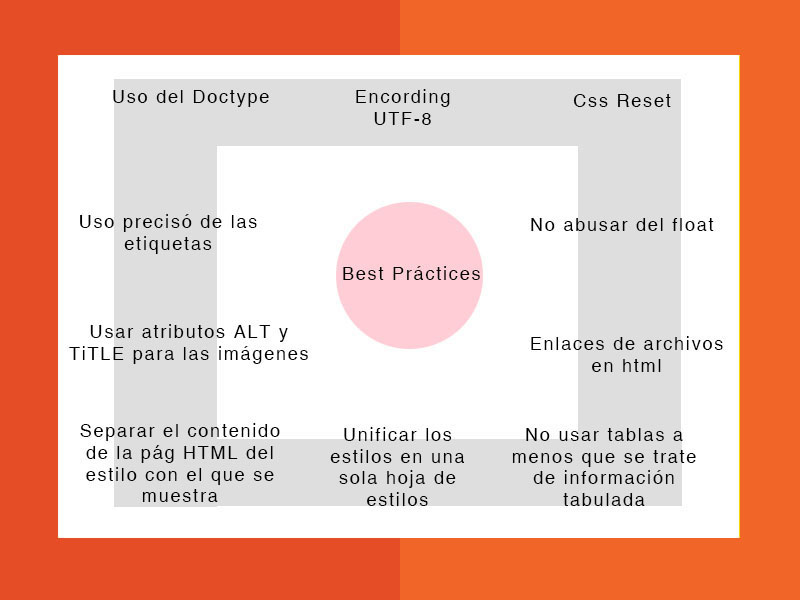 Uso del Doctype
Encording
UTF-8
Css Reset
Uso precisó de las
etiquetas
No abusar del float
Best Práctices
Usar atributos ALT y
TiTLE para las imágenes
Enlaces de archivos
en html
Separar el contenido
de la pág HTML del
estilo con el que se
muestra
Unificar los
estilos en una
sola hoja de
estilos
No usar tablas a
menos que se trate
de información
tabulada